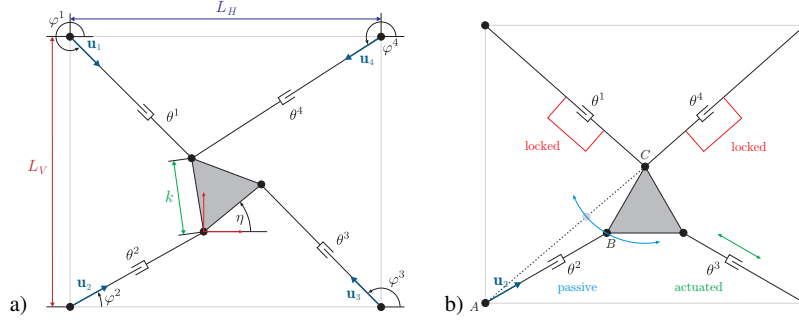 a)
L_H
φ¹
u₁
φ⁴
u₄
θ¹
θ⁴
L_V
k
η
θ²
θ³
u₂
φ²
u₃
φ³
b)
θ¹
θ⁴
locked
locked
C
B
A
u₂
θ²
θ³
passive
actuated